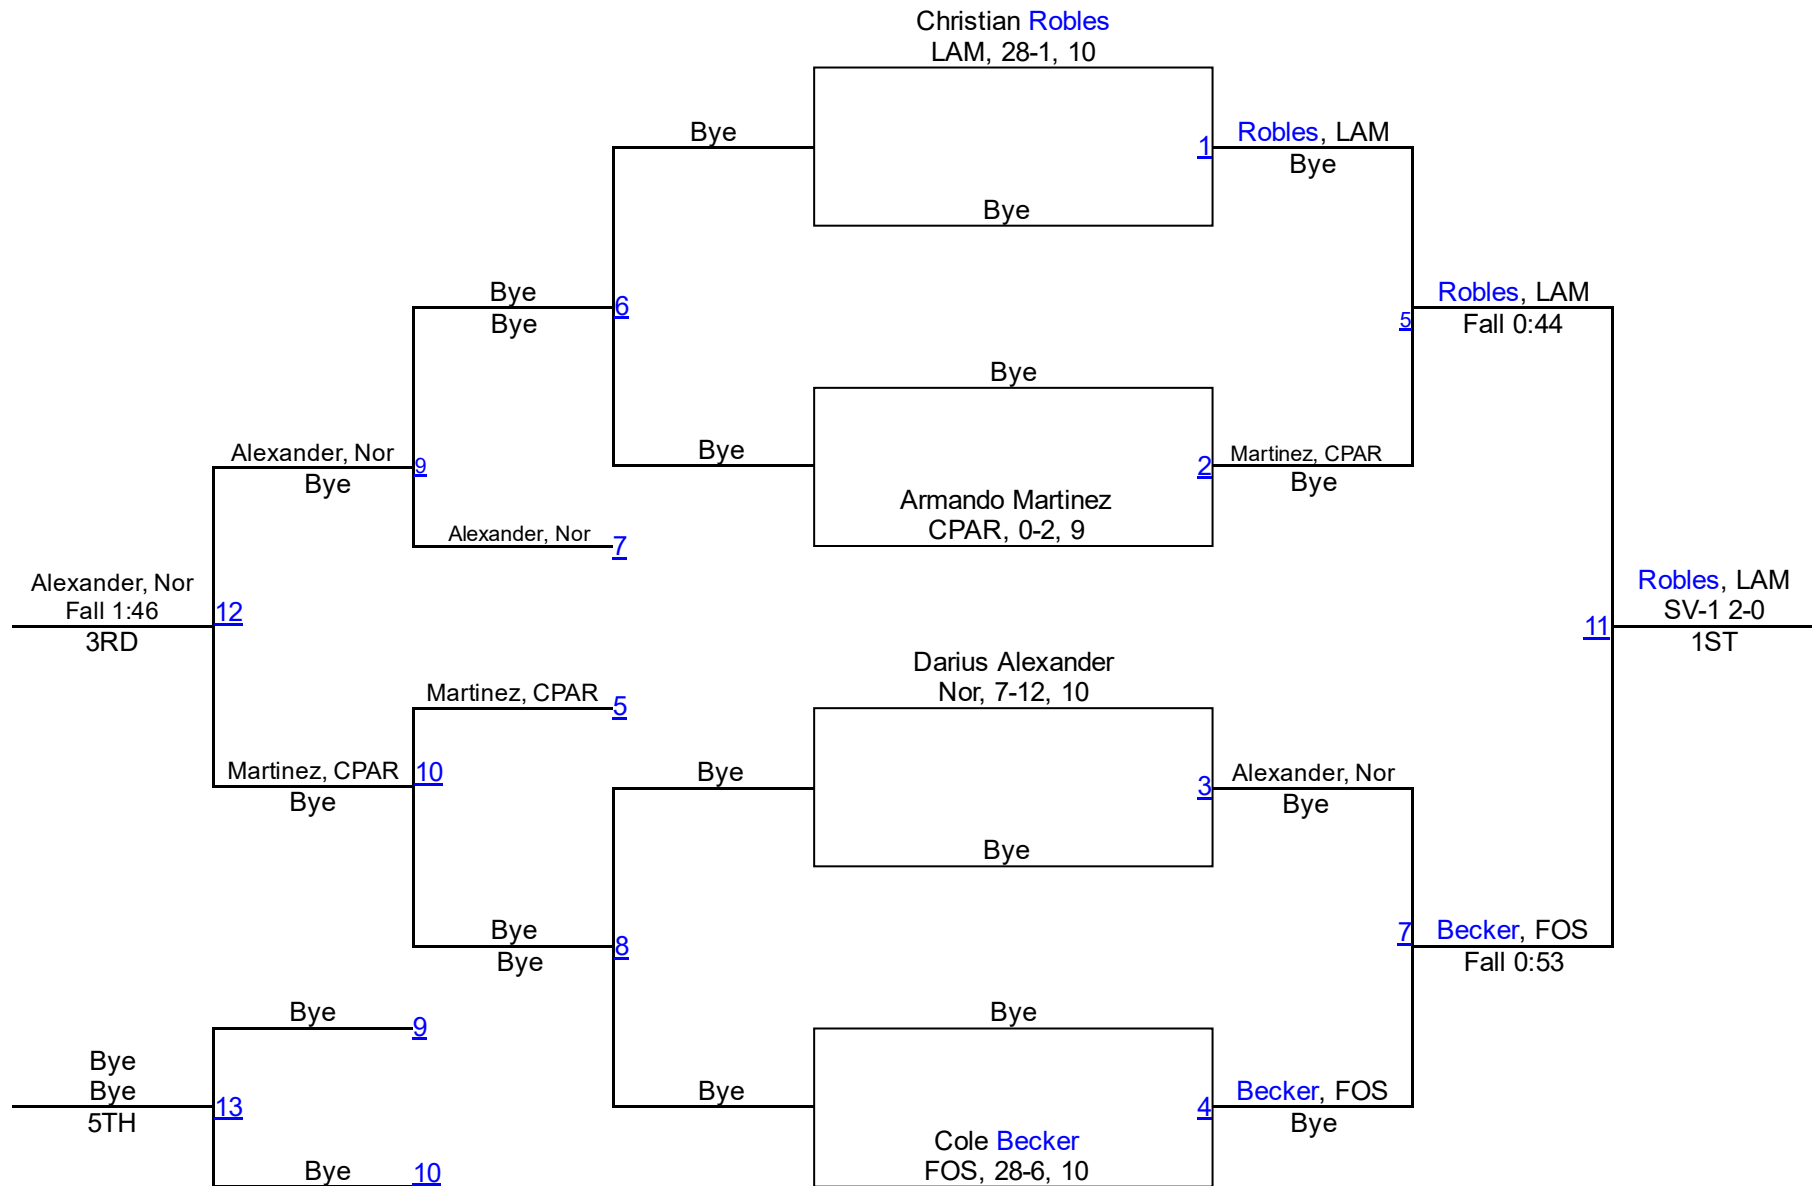 Christian Robles
LAM, 28-1, 10
Bye
1
Robles, LAM
Bye
Bye
Bye
Bye
6
5
Robles, LAM
Fall 0:44
Bye
Bye
2
Martinez, CPAR
Bye
Armando Martinez
CPAR, 0-2, 9
Alexander, Nor
Bye
9
Alexander, Nor
7
Alexander, Nor
Fall 1:46
3RD
12
11
Robles, LAM
SV-1 2-0
1ST
Martinez, CPAR
5
Martinez, CPAR
Bye
10
Darius Alexander
Nor, 7-12, 10
Bye
3
Alexander, Nor
Bye
Bye
Bye
Bye
8
7
Becker, FOS
Fall 0:53
Bye
9
Bye
Bye
Bye
5TH
13
Bye
4
Becker, FOS
Bye
Cole Becker
FOS, 28-6, 10
Bye
10